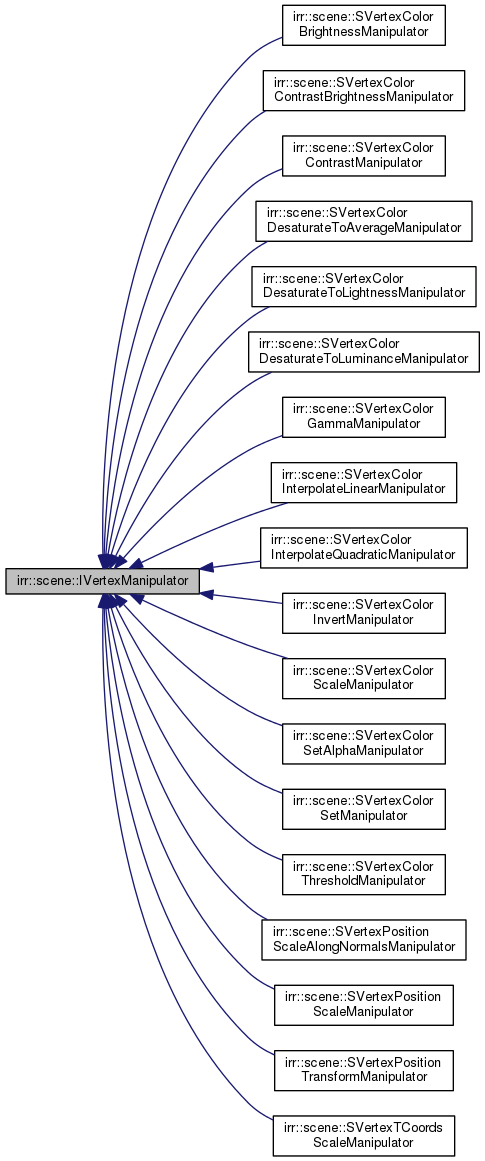 irr::scene::SVertexColor
BrightnessManipulator
irr::scene::SVertexColor
ContrastBrightnessManipulator
irr::scene::SVertexColor
ContrastManipulator
irr::scene::SVertexColor
DesaturateToAverageManipulator
irr::scene::SVertexColor
DesaturateToLightnessManipulator
irr::scene::SVertexColor
DesaturateToLuminanceManipulator
irr::scene::SVertexColor
GammaManipulator
irr::scene::SVertexColor
InterpolateLinearManipulator
irr::scene::SVertexColor
InterpolateQuadraticManipulator
irr::scene::IVertexManipulator
irr::scene::SVertexColor
InvertManipulator
irr::scene::SVertexColor
ScaleManipulator
irr::scene::SVertexColor
SetAlphaManipulator
irr::scene::SVertexColor
SetManipulator
irr::scene::SVertexColor
ThresholdManipulator
irr::scene::SVertexPosition
ScaleAlongNormalsManipulator
irr::scene::SVertexPosition
ScaleManipulator
irr::scene::SVertexPosition
TransformManipulator
irr::scene::SVertexTCoords
ScaleManipulator